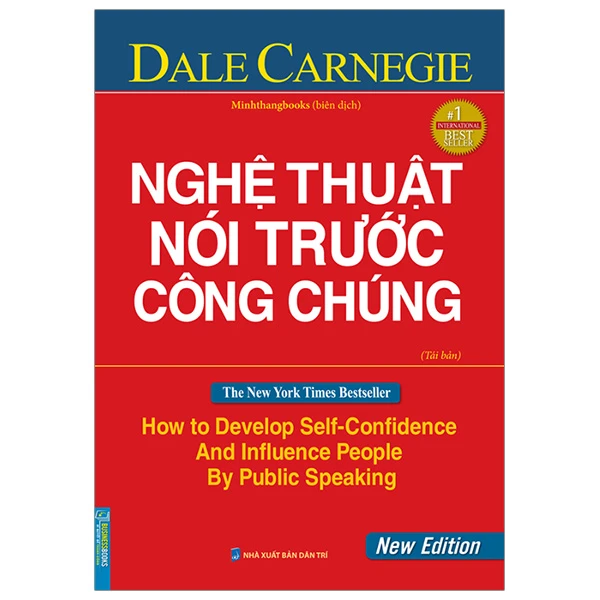 DALE CARNEGIE
Minhthangbooks (biên dịch)
#1
INTERNATIONAL
BEST
SELLER
NGHỆ THUẬT
NÓI TRƯỚC
CÔNG CHÚNG
(Tái bản)
The New York Times Bestseller
How to Develop Self-Confidence
And Influence People
By Public Speaking
New Edition
BUSINESSBOOKS
NHÀ XUẤT BẢN DÂN TRÍ